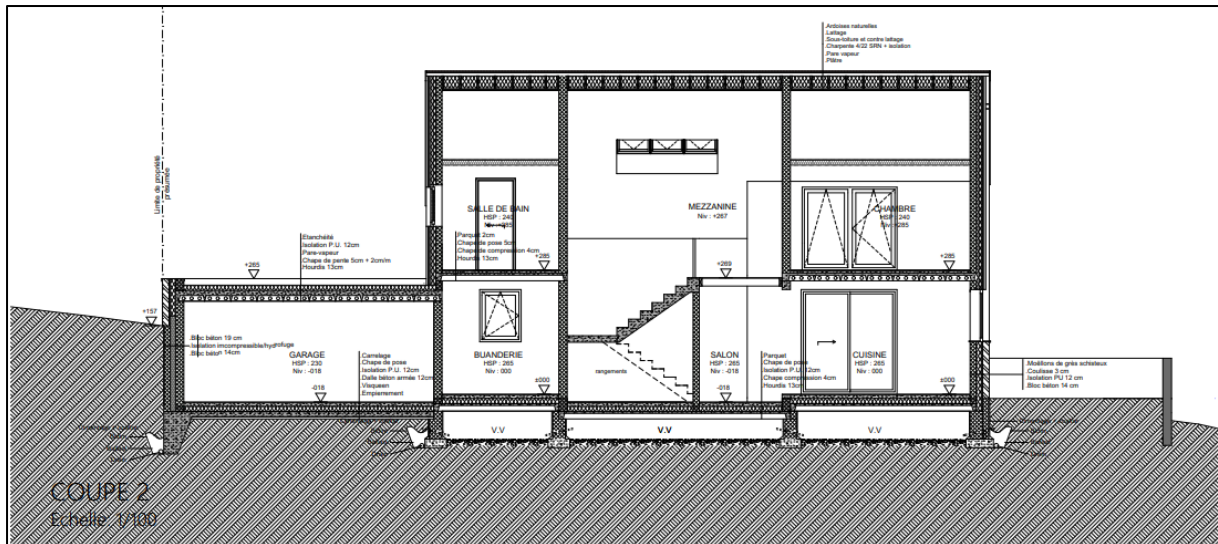 .Ardoises naturelles
.Lattage
.Sous-toiture et contre lattage
.Charpente 4/22 SRN + isolation
.Pare vapeur
.Plâtre
Limite de propriété
présumée
SALLE DE BAIN
HSP : 240
Niv : +285
MEZZANINE
Niv : +267
CHAMBRE
HSP : 240
Niv : +285
.Etanchéité
.Isolation P.U. 12cm
.Pare-vapeur
.Chape de pente 5cm + 2cm/m
.Hourdis 13cm
.Parquet 2cm
.Chape de pose 5cm
.Chape de compression 4cm
.Hourdis 13cm
+265
+285
+269
+285
+157
.Bloc béton 19 cm
.Isolation imcompressible/hydrofuge
.Bloc béton 14cm
GARAGE
HSP : 230
Niv : -018
.Carrelage
.Chape de pose
.Isolation P.U. 12cm
.Dalle béton armée 12cm
.Visqueen
.Empierrement
BUANDERIE
HSP : 265
Niv : 000
rangements
SALON
HSP : 265
Niv : -018
.Parquet
.Chape de pose
.Isolation P.U. 12cm
.Chape compression 4cm
.Hourdis 13cm
CUISINE
HSP : 265
Niv : 000
.Moëllons de grès schisteux
.Coulisse 3 cm
.Isolation PU 12 cm
.Bloc béton 14 cm
-018
±000
-018
±000
V.V
V.V
V.V
Drain
Drain
Drain
COUPE 2
Echelle: 1/100